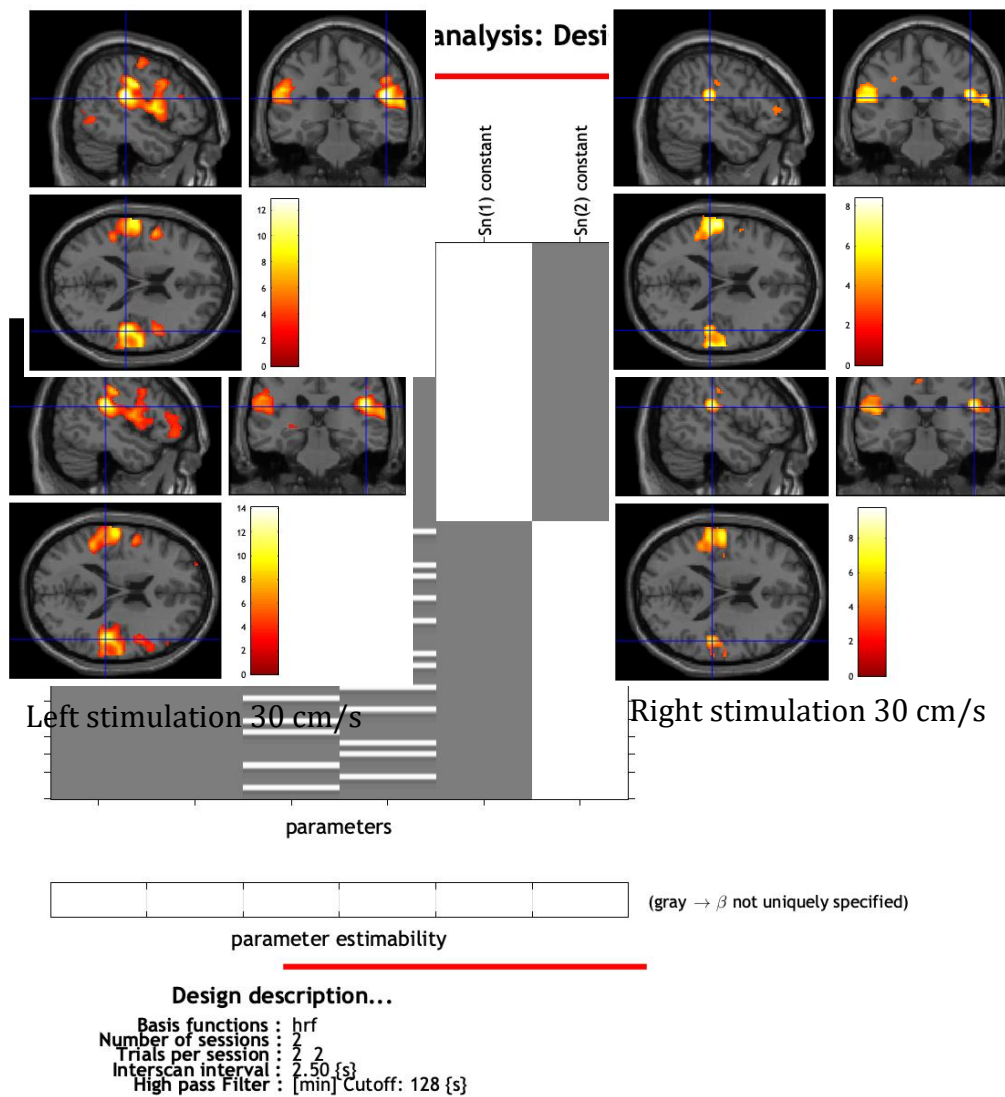 analysis: Desi
Sn(1) constant
Sn(2) constant
12
10
8
6
4
2
0
8
6
4
2
0
14
12
10
8
6
4
2
0
8
6
4
2
0
Left stimulation 30 cm/s
Right stimulation 30 cm/s
parameters
(gray → β not uniquely specified)
parameter estimability
Design description...
Basis functions : hrf
Number of sessions : 2
Trials per session : 2 2
Interscan interval : 2.50 {s}
High pass Filter : [min] Cutoff: 128 {s}